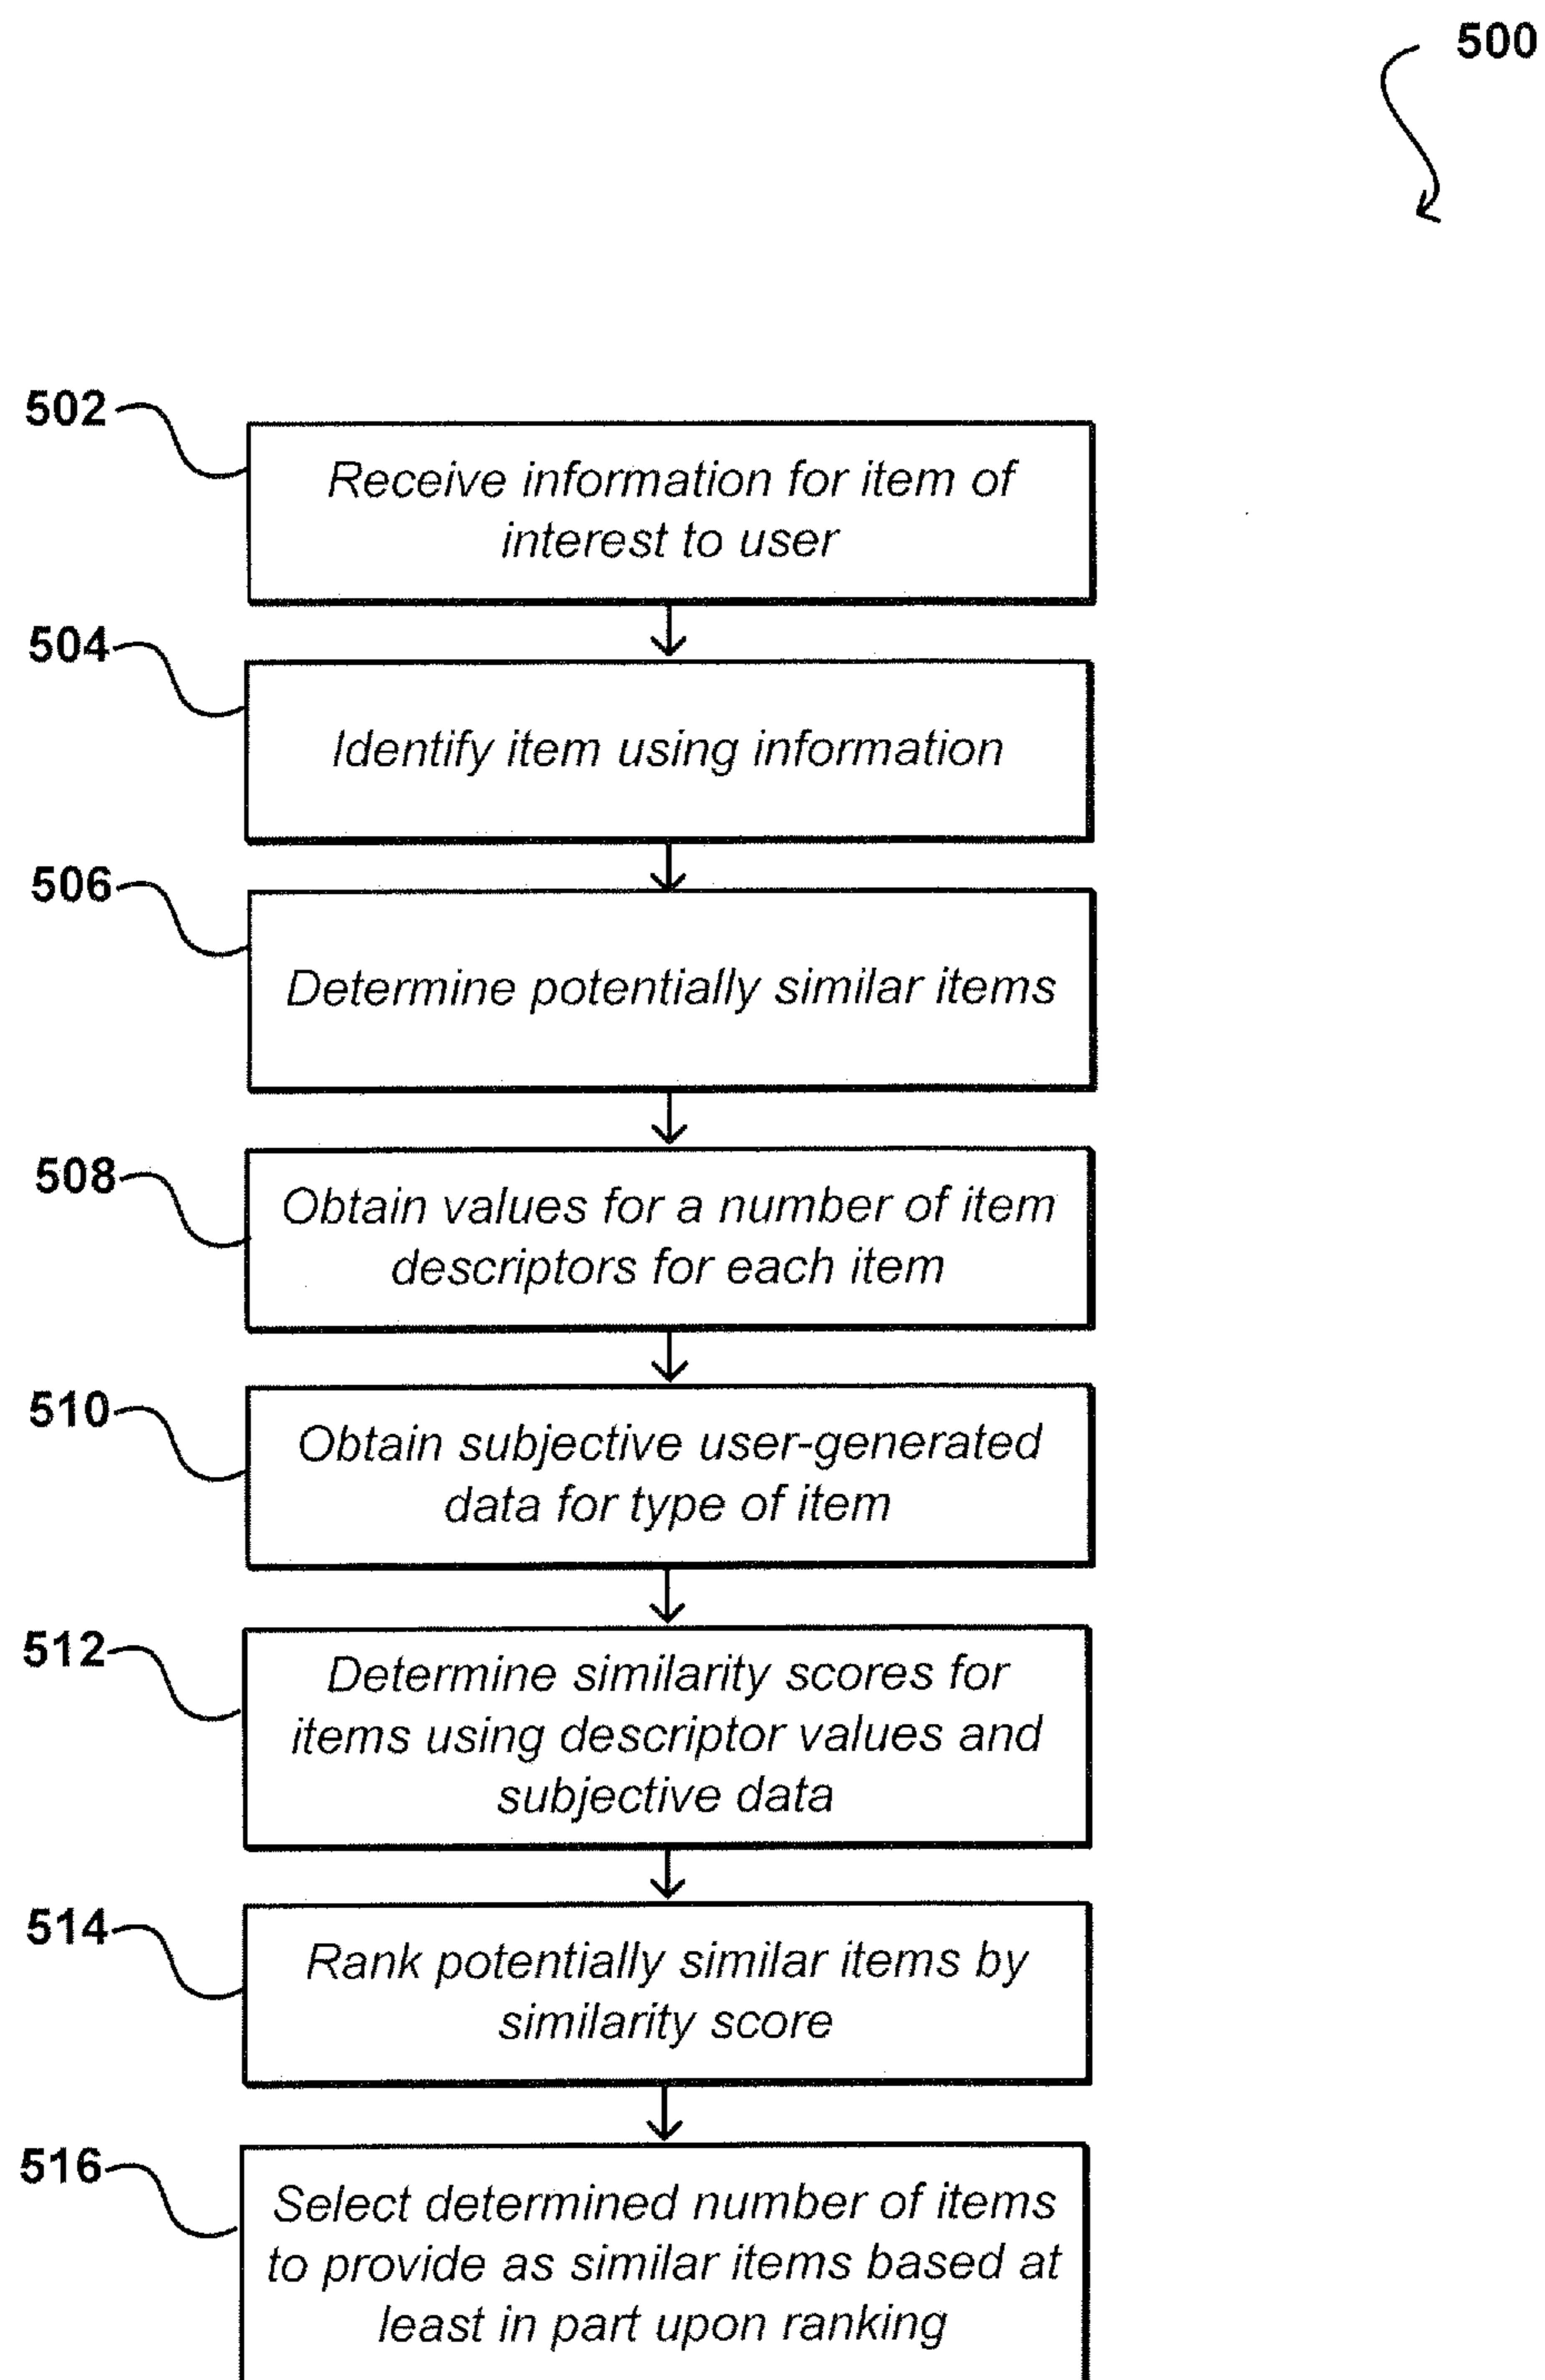 500
502
Receive information for item of
interest to user
504
Identify item using information
506
Determine potentially similar items
508
Obtain values for a number of item
descriptors for each item
510
Obtain subjective user-generated
data for type of item
512
Determine similarity scores for
items using descriptor values and
subjective data
514
Rank potentially similar items by
similarity score
516
Select determined number of items
to provide as similar items based at
least in part upon ranking